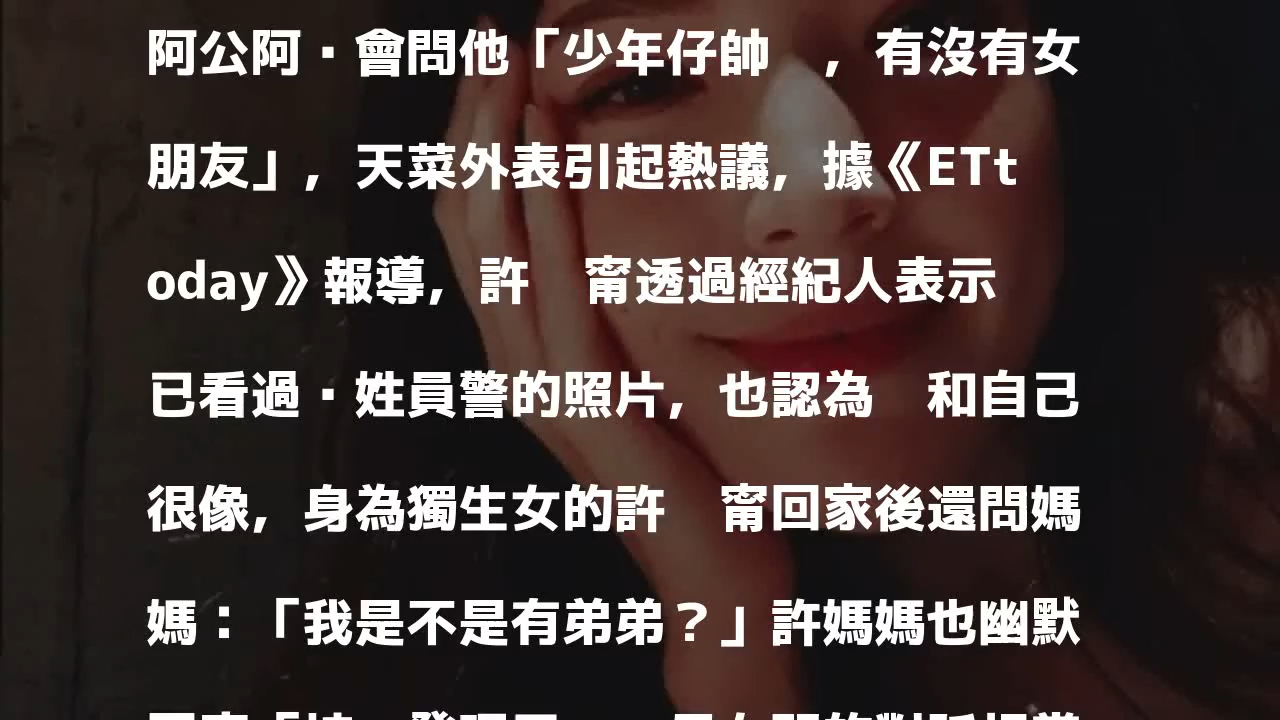 阿公阿▪會問他「少年仔帥　，有沒有女
朋友」，天菜外表引起熱議，據《ETt
oday》報導，許　甯透過經紀人表示
已看過▪姓員警的照片，也認為　和自己
很像，身為獨生女的許　甯回家後還問媽
媽：「我是不是有弟弟？」許媽媽也幽默